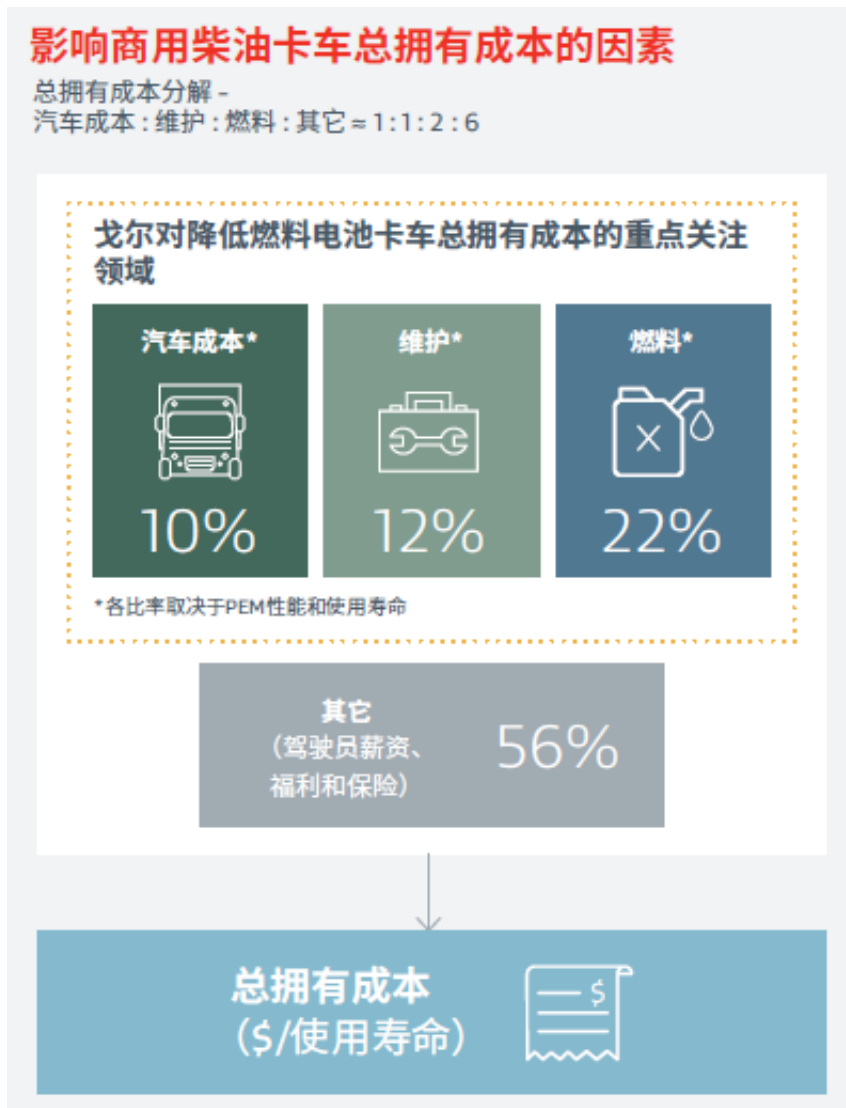 影响商用柴油卡车总拥有成本的因素
总拥有成本分解 –
汽车成本 : 维护 : 燃料 : 其它 ≈ 1 : 1 : 2 : 6
戈尔对降低燃料电池卡车总拥有成本的重点关注
领域
汽车成本*
10%
维护*
12%
燃料*
22%
*各比率取决于PEM性能和使用寿命
其它
（驾驶员薪资、
福利和保险）
56%
总拥有成本
（$/使用寿命）
$